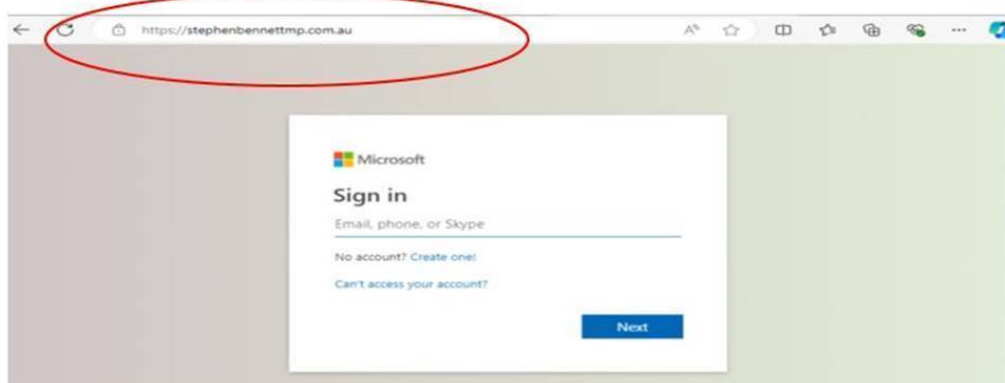 https://stephenbennettmp.com.au
Microsoft
Sign in
Email, phone, or Skype
No account? Create one!
Can't access your account?
Next